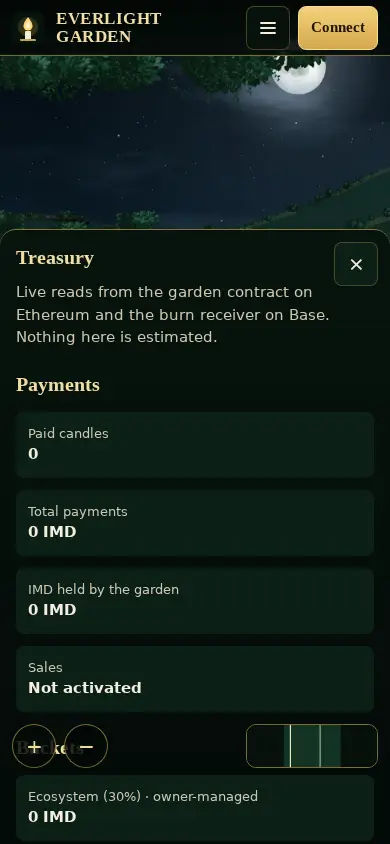 EVERLIGHT
GARDEN
Connect
Treasury
Live reads from the garden contract on
Ethereum and the burn receiver on Base.
Nothing here is estimated.
Payments
Paid candles
0
Total payments
0 IMD
IMD held by the garden
0 IMD
Sales
Not activated
Buckets
Ecosystem (30%) · owner-managed
0 IMD